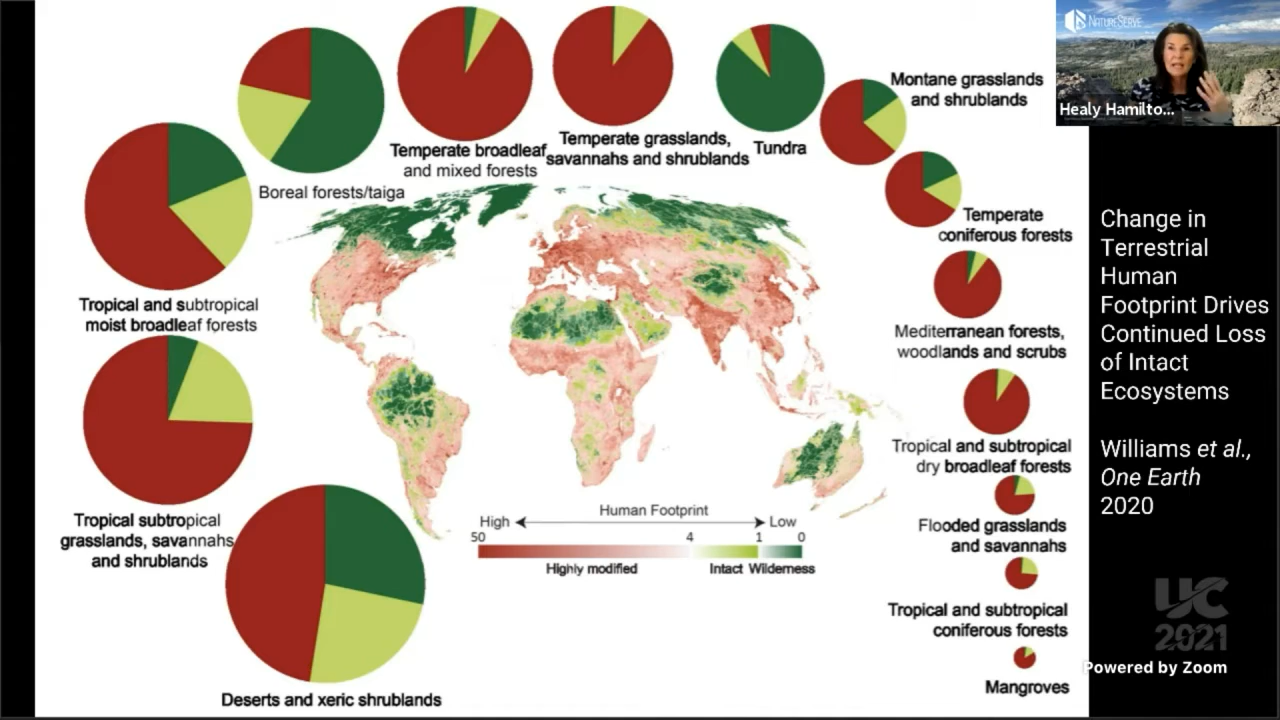 NATURESERVE
Healy Hamilto...
Montane grasslands
and shrublands
Temperate broadleaf
and mixed forests
Temperate grasslands,
savannahs and shrublands
Tundra
Boreal forests/taiga
Temperate
coniferous forests
Tropical and subtropical
moist broadleaf forests
Mediterranean forests,
woodlands and scrubs
Tropical and subtropical
dry broadleaf forests
Tropical subtropical
grasslands, savannahs
and shrublands
Flooded grasslands
and savannahs
Tropical and subtropical
coniferous forests
Mangroves
Deserts and xeric shrublands
Human Footprint
High
Low
50 4 1 0
Highly modified Intact Wilderness
Change in
Terrestrial
Human
Footprint Drives
Continued Loss
of Intact
Ecosystems
Williams et al.,
One Earth
2020
UC
2021
Powered by Zoom